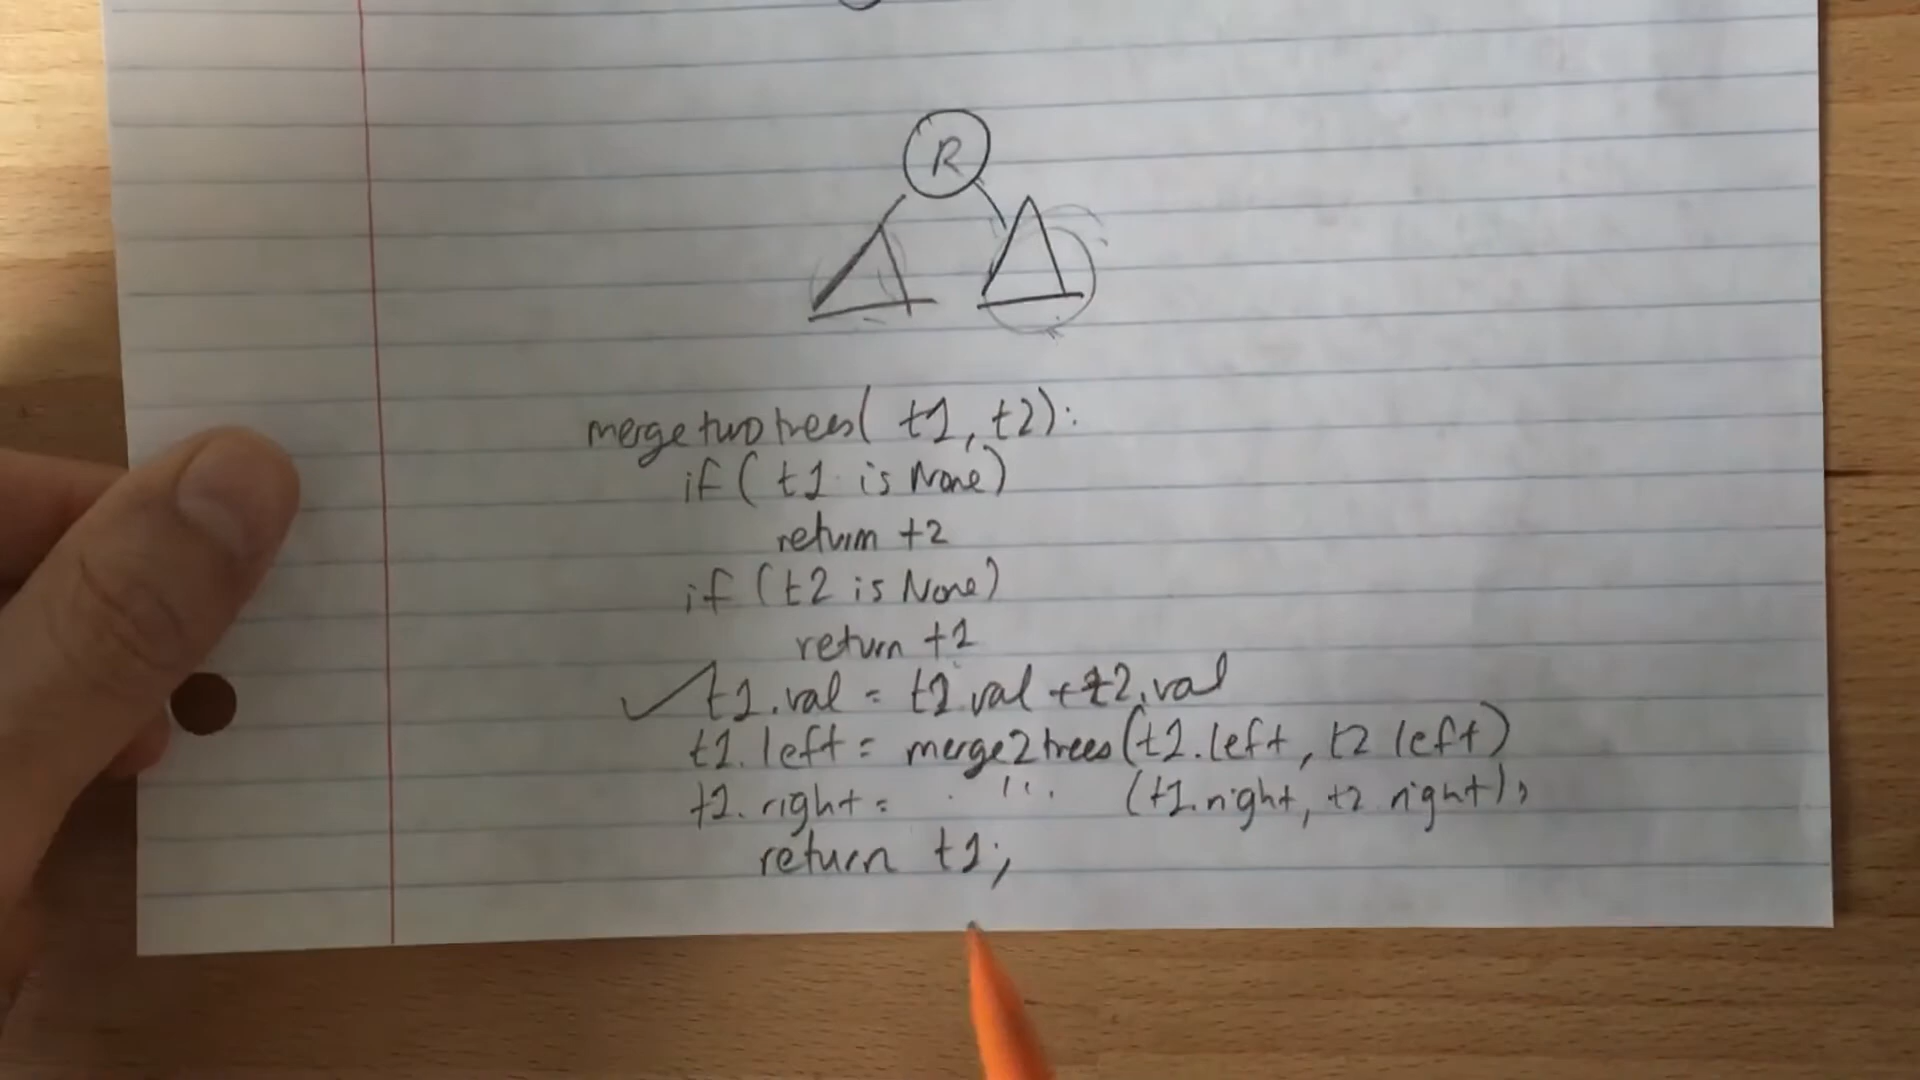 R
mergetwotrees( t1, t2):
if ( t1 is None)
return t2
if (t2 is None)
return t1
t1.val = t1.val + t2.val
t1.left = merge2trees(t1.left, t2 left)
t1.right = " (t1.right, t2 right);
return t1;